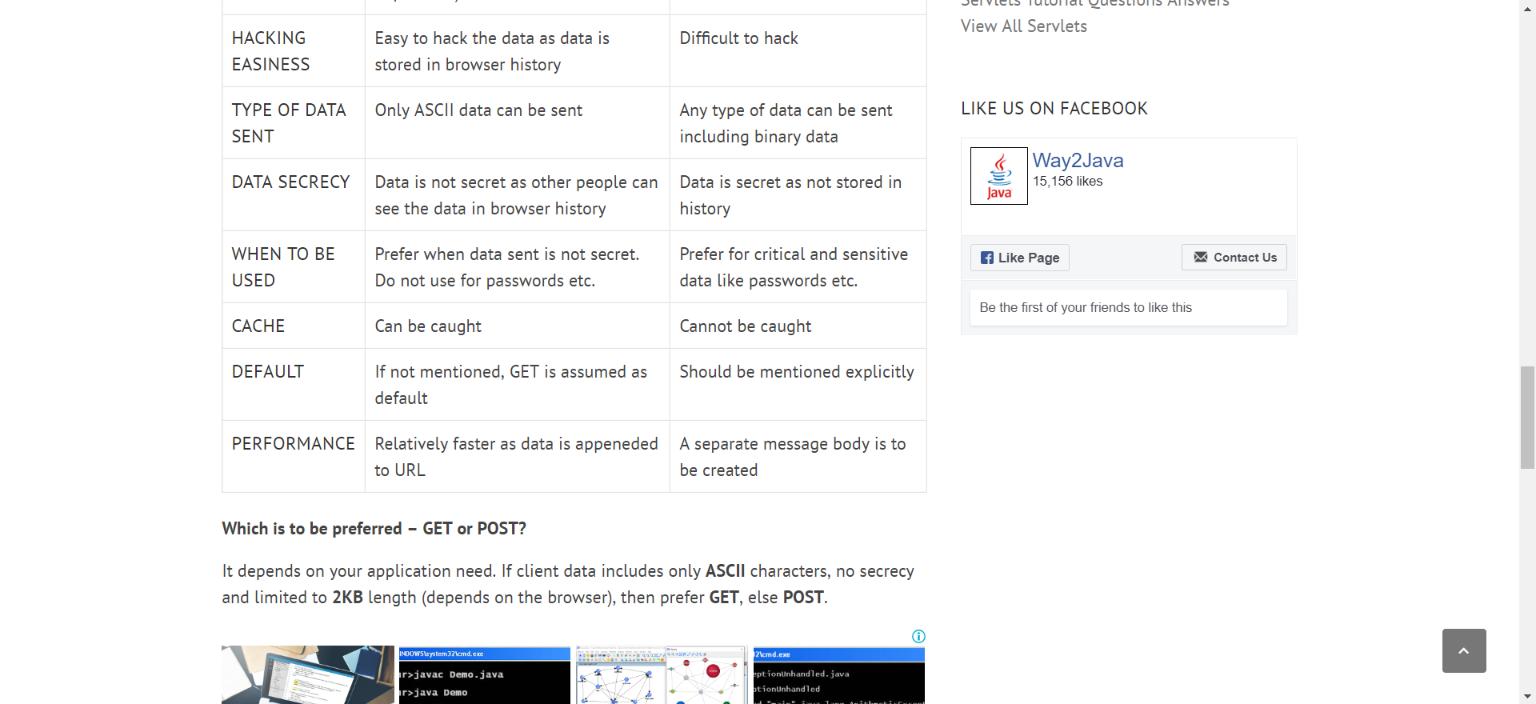 HACKING
EASINESS
Easy to hack the data as data is
stored in browser history
Difficult to hack
TYPE OF DATA
SENT
Only ASCII data can be sent
Any type of data can be sent
including binary data
DATA SECRECY
Data is not secret as other people can
see the data in browser history
Data is secret as not stored in
history
WHEN TO BE
USED
Prefer when data sent is not secret.
Do not use for passwords etc.
Prefer for critical and sensitive
data like passwords etc.
CACHE
Can be caught
Cannot be caught
DEFAULT
If not mentioned, GET is assumed as
default
Should be mentioned explicitly
PERFORMANCE
Relatively faster as data is appeneded
to URL
A separate message body is to
be created
Which is to be preferred – GET or POST?
It depends on your application need. If client data includes only ASCII characters, no secrecy
and limited to 2KB length (depends on the browser), then prefer GET, else POST.
NDOWS\system32\cmd.exe
ur>javac Demo.java
ur>java Demo
32\cmd.exe
eptionUnhandled.java
ptionUnhandled
Servlets Tutorial Questions Answers
View All Servlets
LIKE US ON FACEBOOK
Java
Way2Java
15,156 likes
Like Page
Contact Us
Be the first of your friends to like this